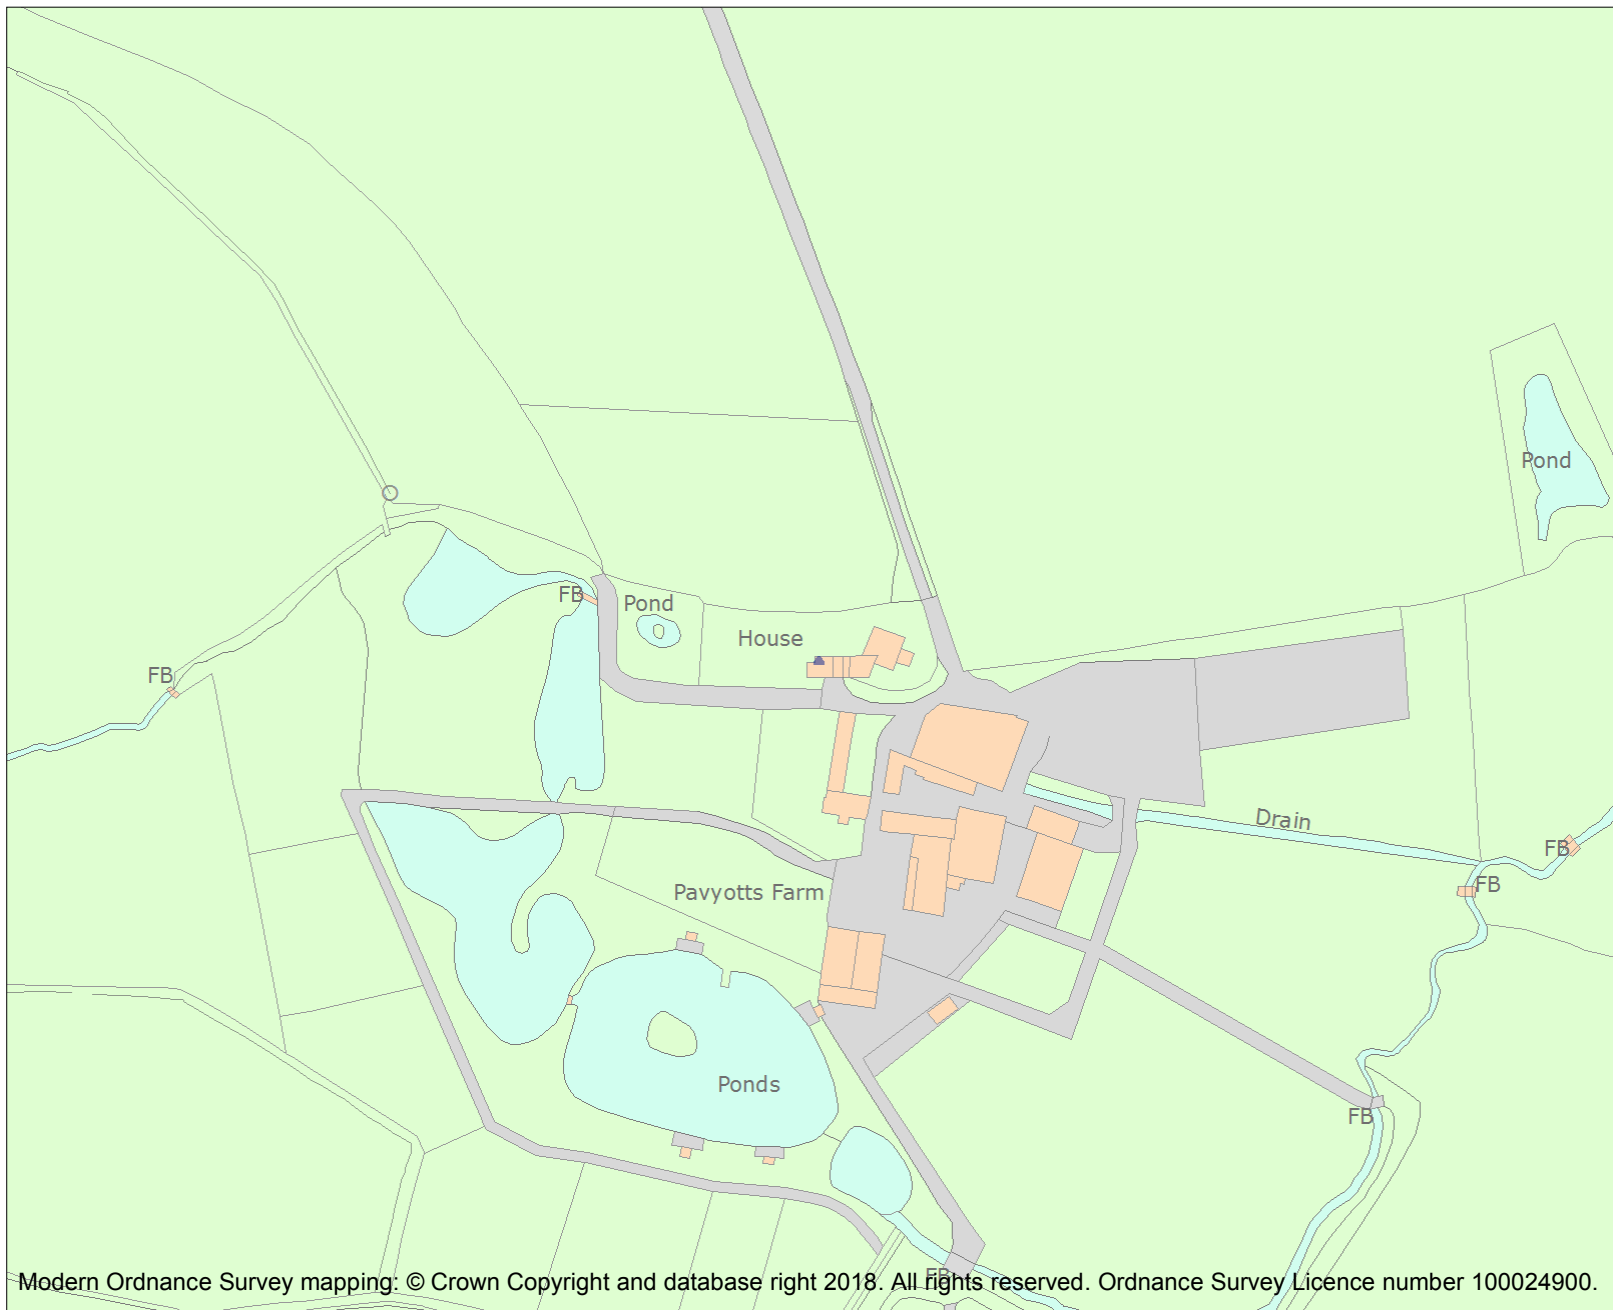 Pond
FB
Pond
House
FB
Drain
FB
FB
Pavyotts Farm
Ponds
FB
FB
Modern Ordnance Survey mapping: © Crown Copyright and database right 2018. All rights reserved. Ordnance Survey Licence number 100024900.